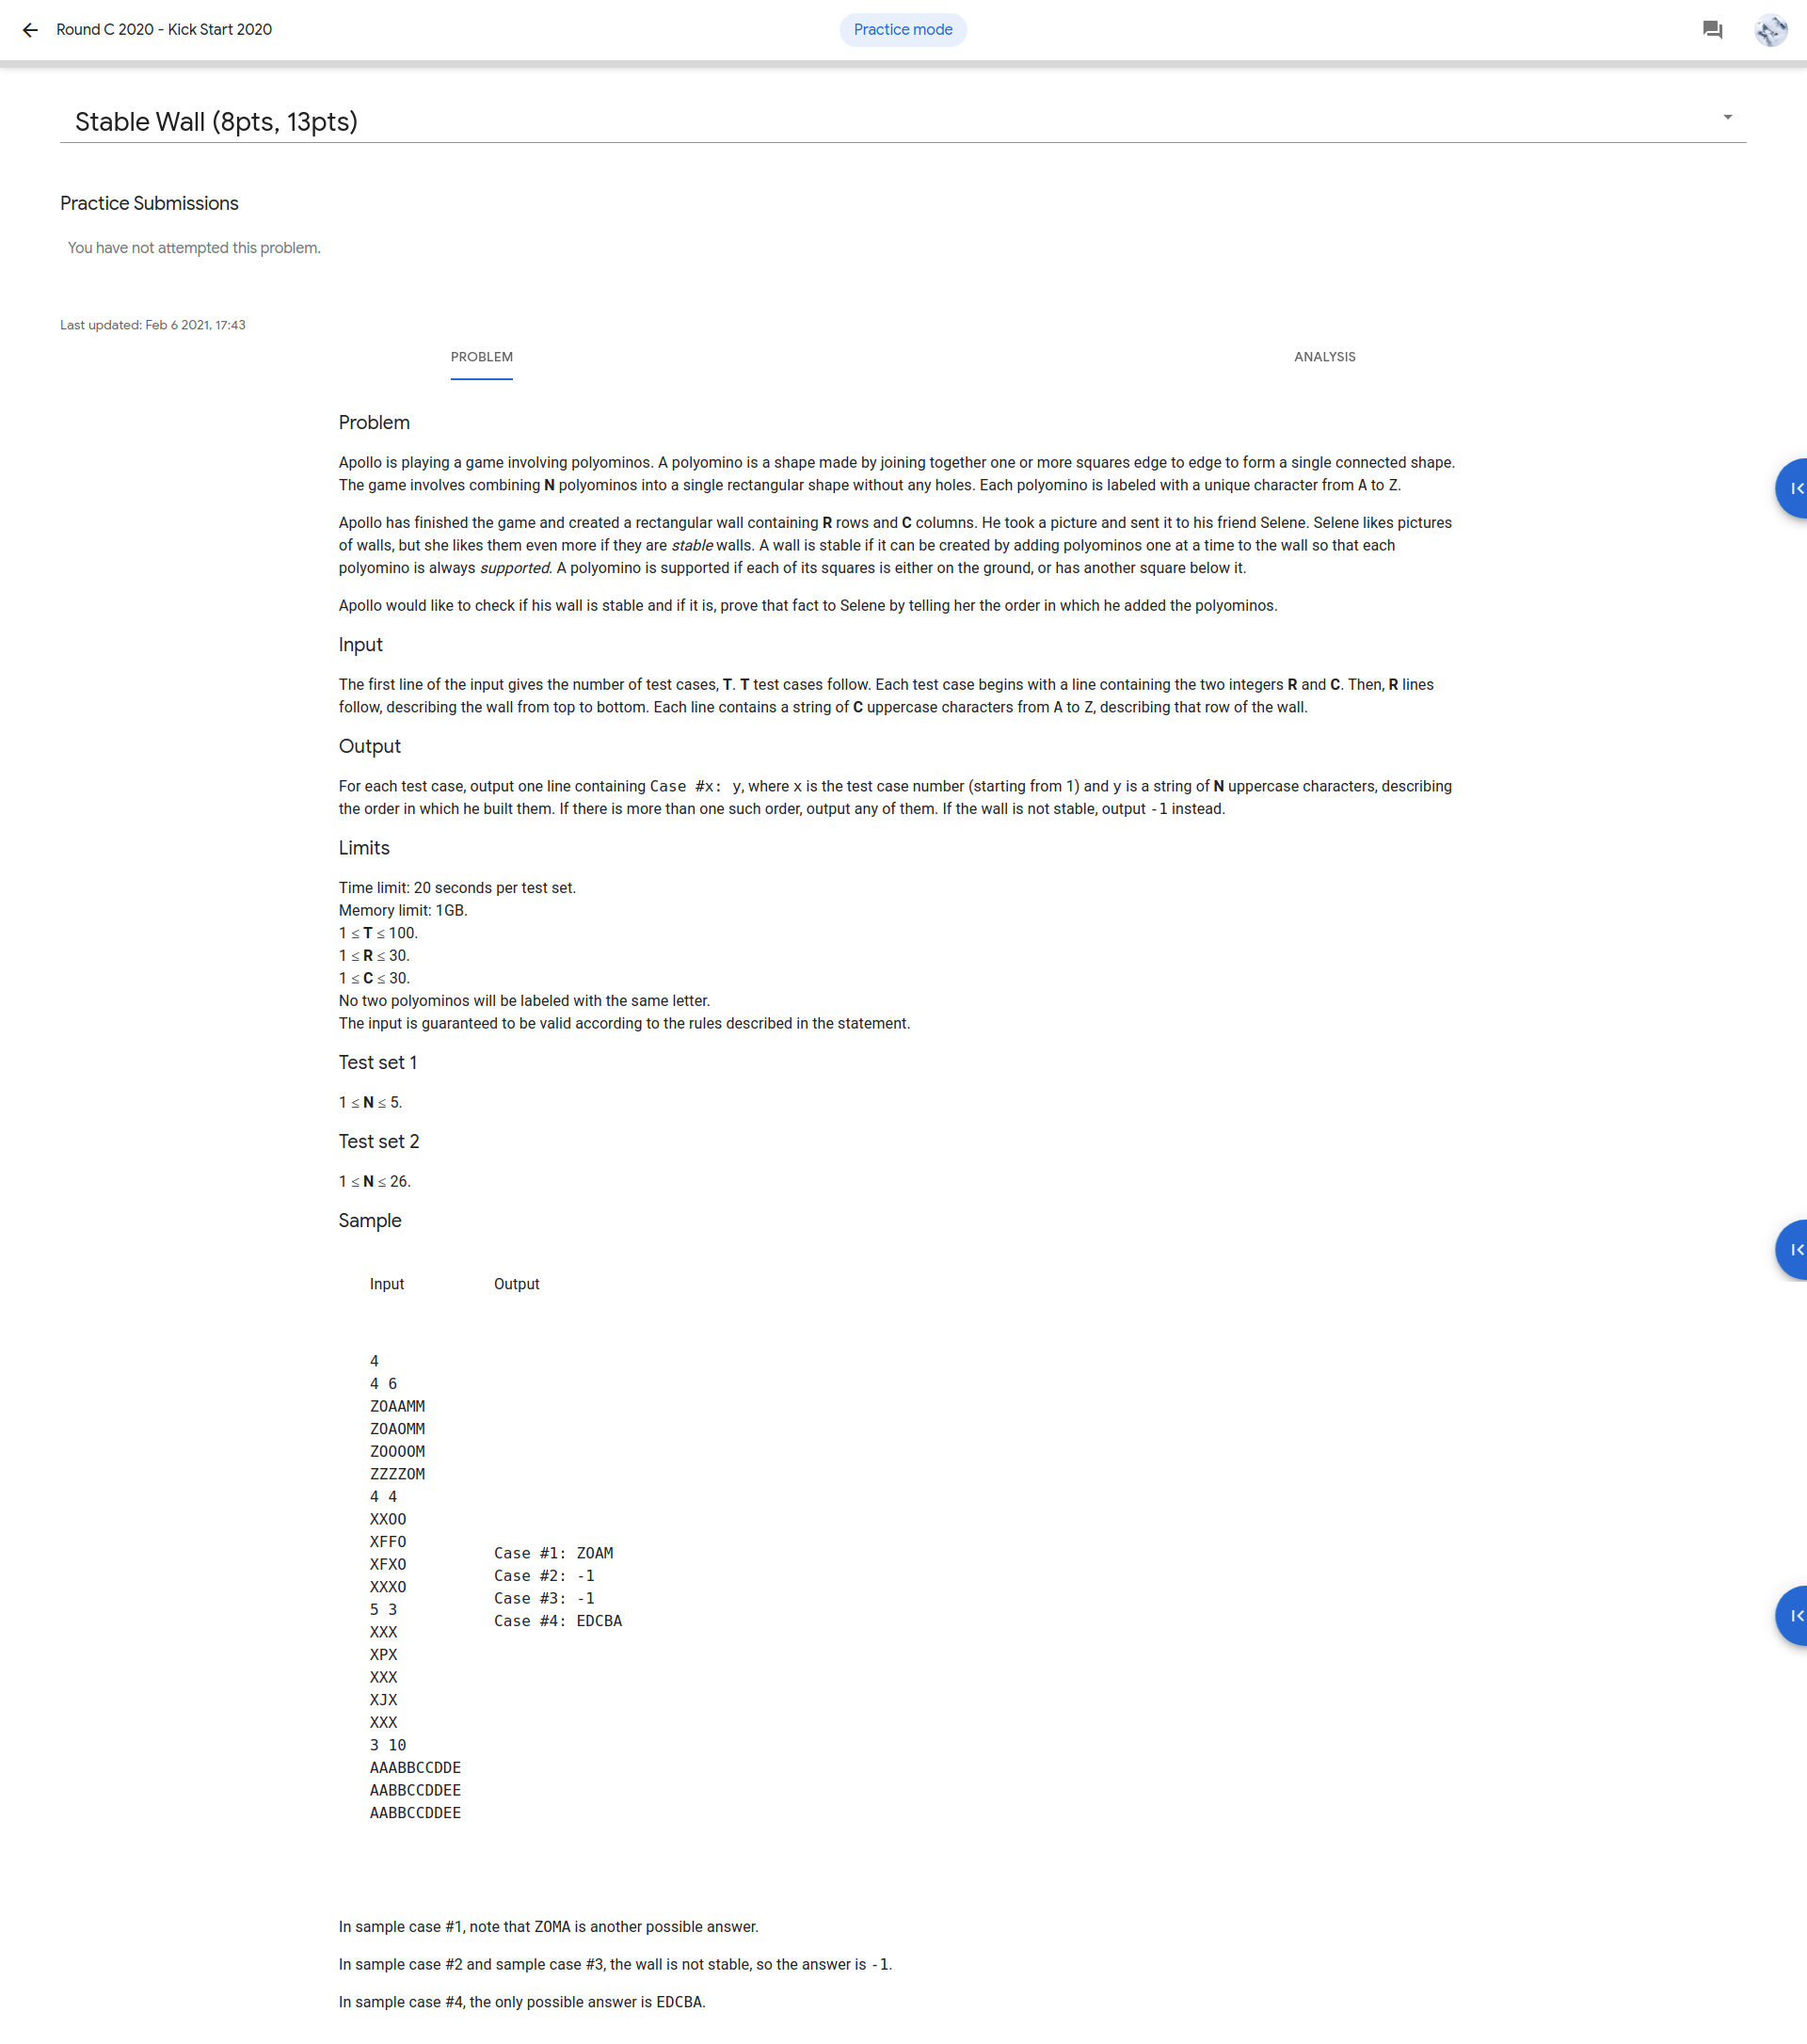 Round C 2020 - Kick Start 2020
Practice mode
Stable Wall (8pts, 13pts)
Practice Submissions
You have not attempted this problem.
Last updated: Feb 6 2021, 17:43
PROBLEM
ANALYSIS
Problem
Apollo is playing a game involving polyominos. A polyomino is a shape made by joining together one or more squares edge to edge to form a single connected shape.
The game involves combining N polyominos into a single rectangular shape without any holes. Each polyomino is labeled with a unique character from A to Z.
Apollo has finished the game and created a rectangular wall containing R rows and C columns. He took a picture and sent it to his friend Selene. Selene likes pictures
of walls, but she likes them even more if they are stable walls. A wall is stable if it can be created by adding polyominos one at a time to the wall so that each
polyomino is always supported. A polyomino is supported if each of its squares is either on the ground, or has another square below it.
Apollo would like to check if his wall is stable and if it is, prove that fact to Selene by telling her the order in which he added the polyominos.
Input
The first line of the input gives the number of test cases, T. T test cases follow. Each test case begins with a line containing the two integers R and C. Then, R lines
follow, describing the wall from top to bottom. Each line contains a string of C uppercase characters from A to Z, describing that row of the wall.
Output
For each test case, output one line containing Case #x: y, where x is the test case number (starting from 1) and y is a string of N uppercase characters, describing
the order in which he built them. If there is more than one such order, output any of them. If the wall is not stable, output -1 instead.
Limits
Time limit: 20 seconds per test set.
Memory limit: 1GB.
1 ≤ T ≤ 100.
1 ≤ R ≤ 30.
1 ≤ C ≤ 30.
No two polyominos will be labeled with the same letter.
The input is guaranteed to be valid according to the rules described in the statement.
Test set 1
1 ≤ N ≤ 5.
Test set 2
1 ≤ N ≤ 26.
Sample
Input
Output
4
4 6
ZOAAMM
ZOAOMM
ZOOOOM
ZZZZOM
4 4
XXOO
XFFO
XFXO
XXXO
5 3
XXX
XPX
XXX
XJX
XXX
3 10
AAABBCCDDE
AABBCCDDEE
AABBCCDDEE
Case #1: ZOAM
Case #2: -1
Case #3: -1
Case #4: EDCBA
In sample case #1, note that ZOMA is another possible answer.
In sample case #2 and sample case #3, the wall is not stable, so the answer is -1.
In sample case #4, the only possible answer is EDCBA.